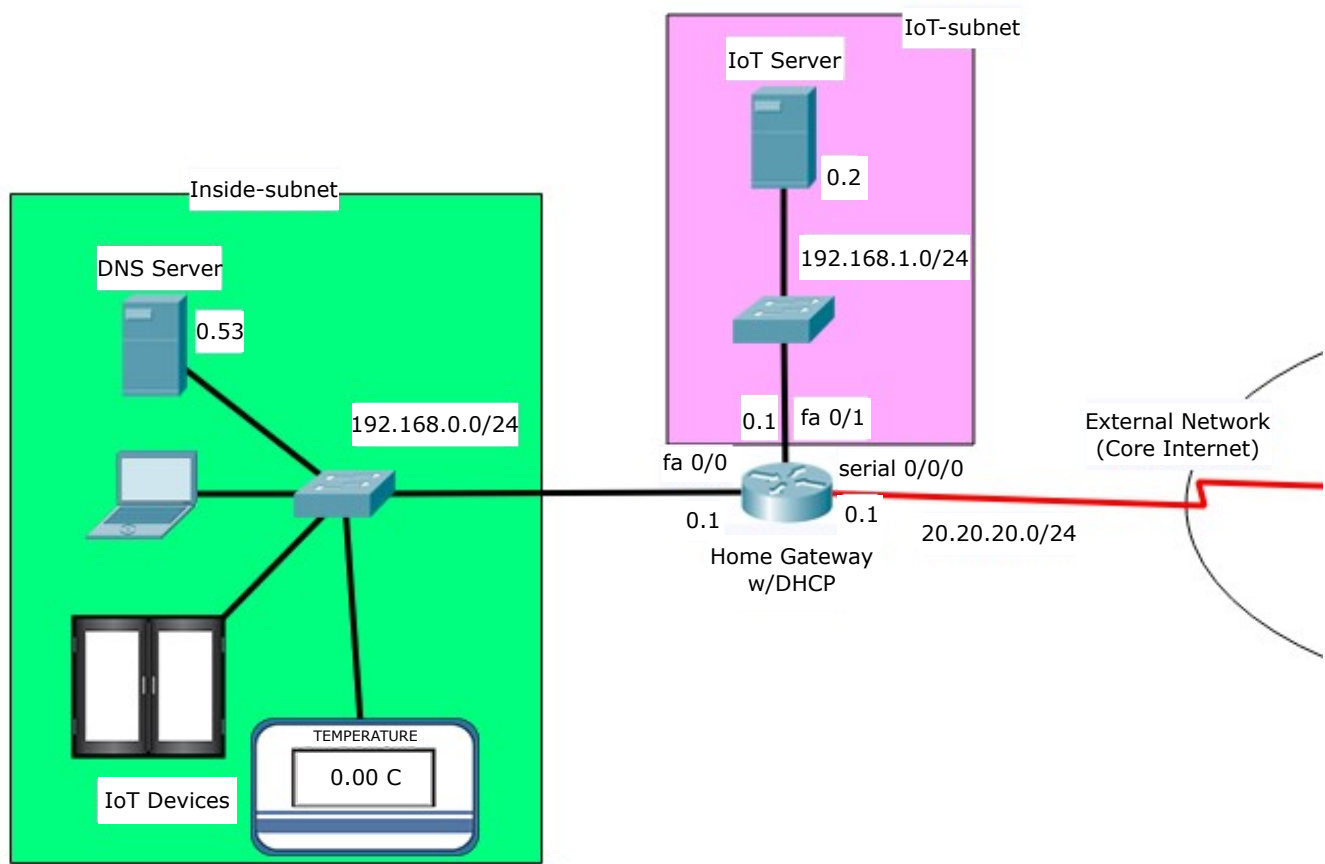 IoT-subnet
IoT Server
0.2
192.168.1.0/24
0.1
fa 0/1
Inside-subnet
DNS Server
0.53
192.168.0.0/24
fa 0/0
serial 0/0/0
0.1
0.1
Home Gateway
w/DHCP
20.20.20.0/24
External Network
(Core Internet)
IoT Devices
TEMPERATURE
0.00 C